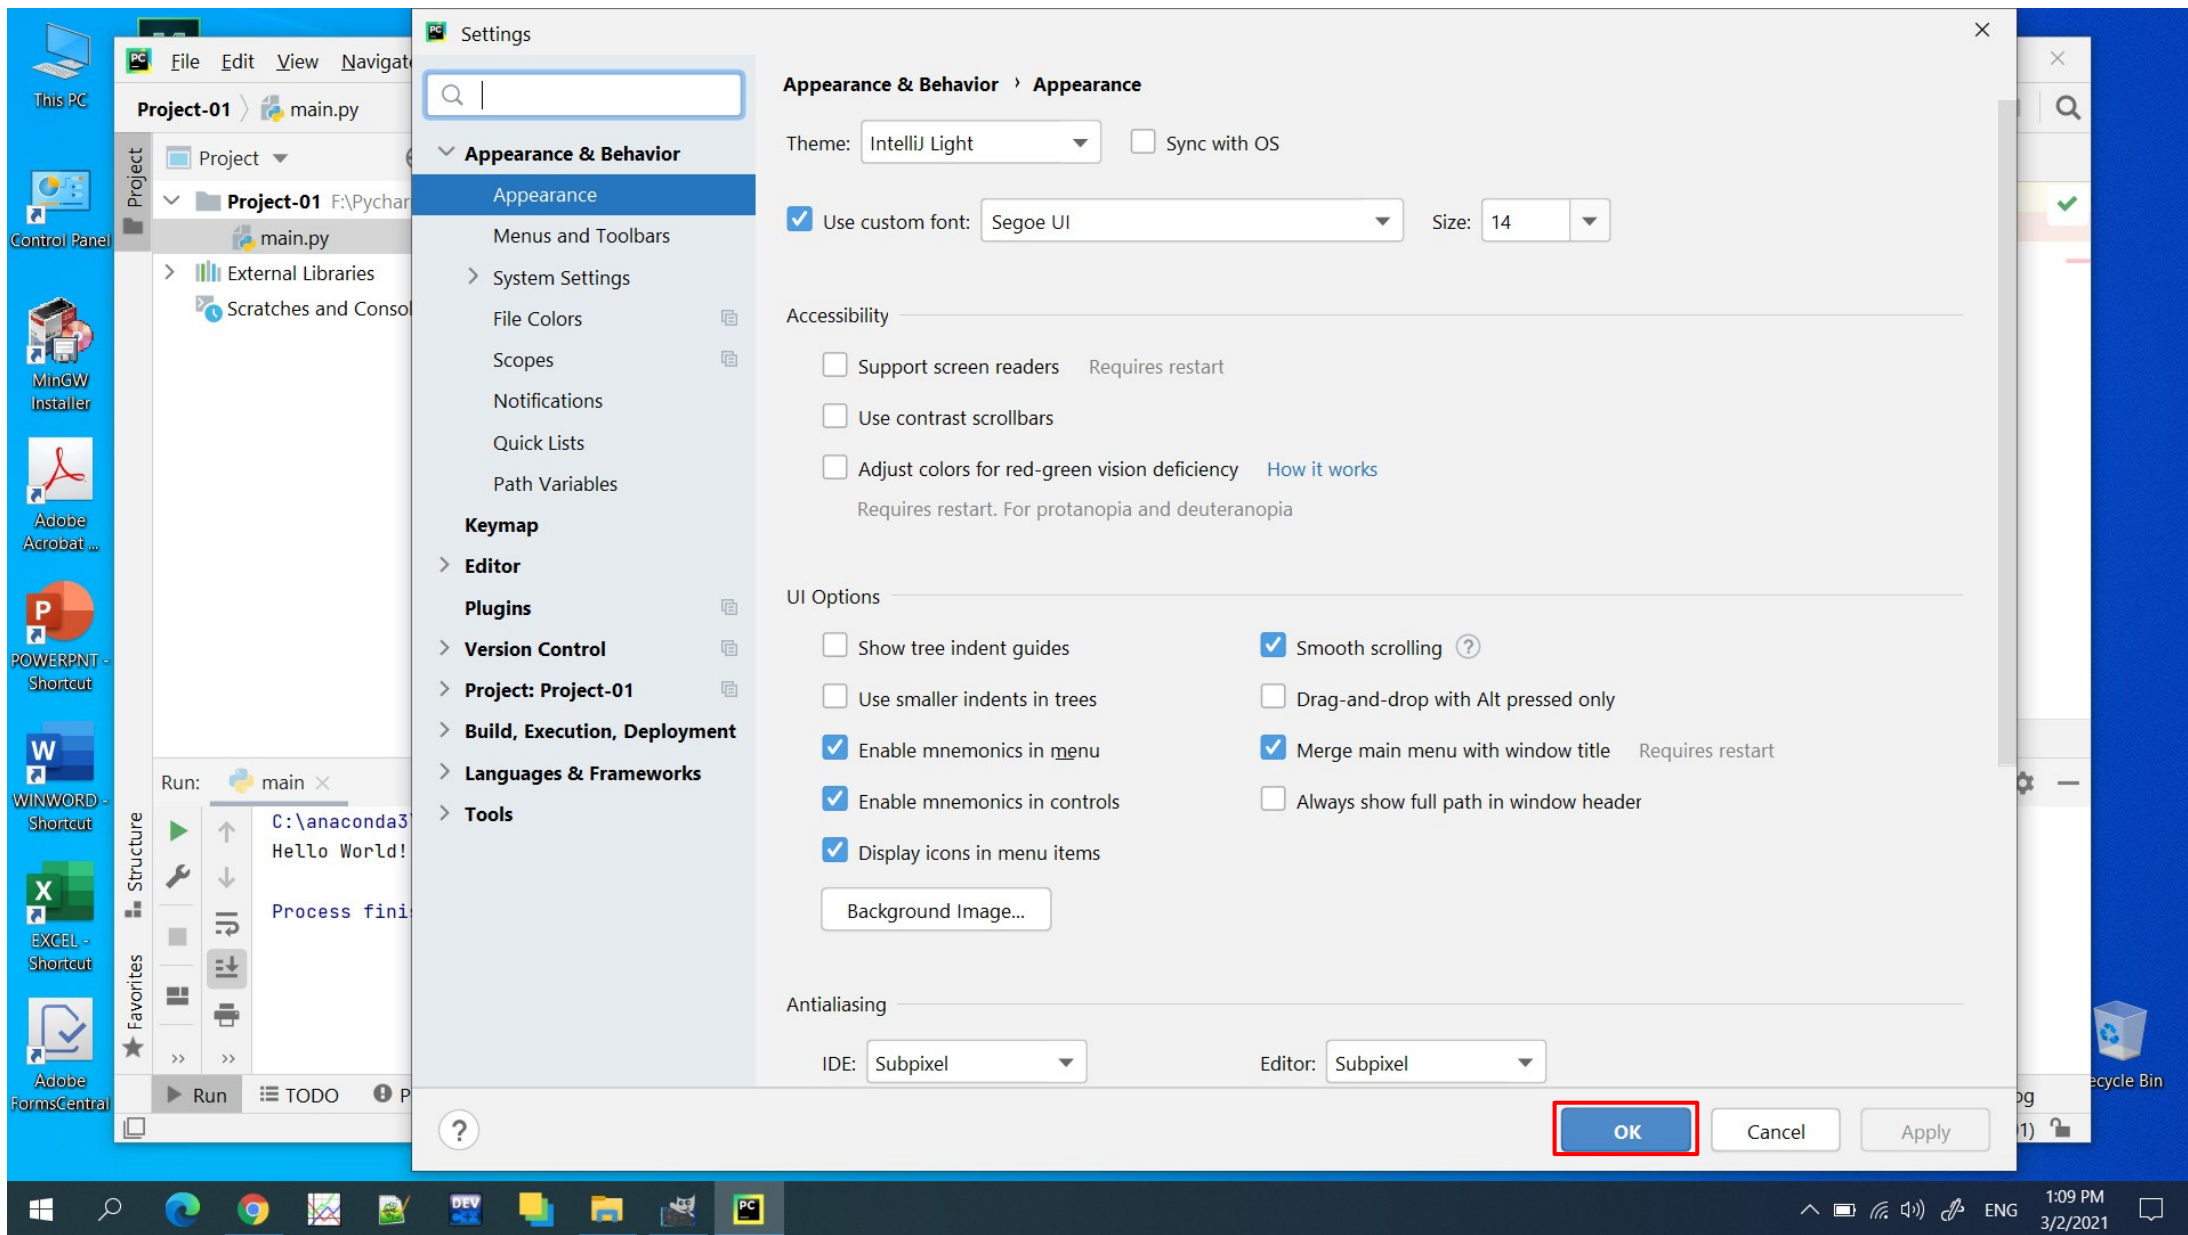 This PC
Control Panel
MinGW
Installer
Adobe
Acrobat ...
POWERPNT -
Shortcut
WINWORD -
Shortcut
EXCEL -
Shortcut
Adobe
FormsCentral
File Edit View Navigate
Project-01 main.py
Project
Project
Project-01 F:\Pychar
main.py
External Libraries
Scratches and Consol
Run: main
C:\anaconda3\
Hello World!
Process fini
Structure
Favorites
Run TODO P
Settings
Appearance & Behavior
Appearance
Menus and Toolbars
System Settings
File Colors
Scopes
Notifications
Quick Lists
Path Variables
Keymap
Editor
Plugins
Version Control
Project: Project-01
Build, Execution, Deployment
Languages & Frameworks
Tools
Appearance & Behavior › Appearance
Theme: IntelliJ Light Sync with OS
Use custom font: Segoe UI Size: 14
Accessibility
Support screen readers Requires restart
Use contrast scrollbars
Adjust colors for red-green vision deficiency How it works
Requires restart. For protanopia and deuteranopia
UI Options
Show tree indent guides Smooth scrolling ?
Use smaller indents in trees Drag-and-drop with Alt pressed only
Enable mnemonics in menu Merge main menu with window title Requires restart
Enable mnemonics in controls Always show full path in window header
Display icons in menu items
Background Image...
Antialiasing
IDE: Subpixel Editor: Subpixel
? OK Cancel Apply
og
1)
ecycle Bin
DEV
PC
ENG
1:09 PM
3/2/2021